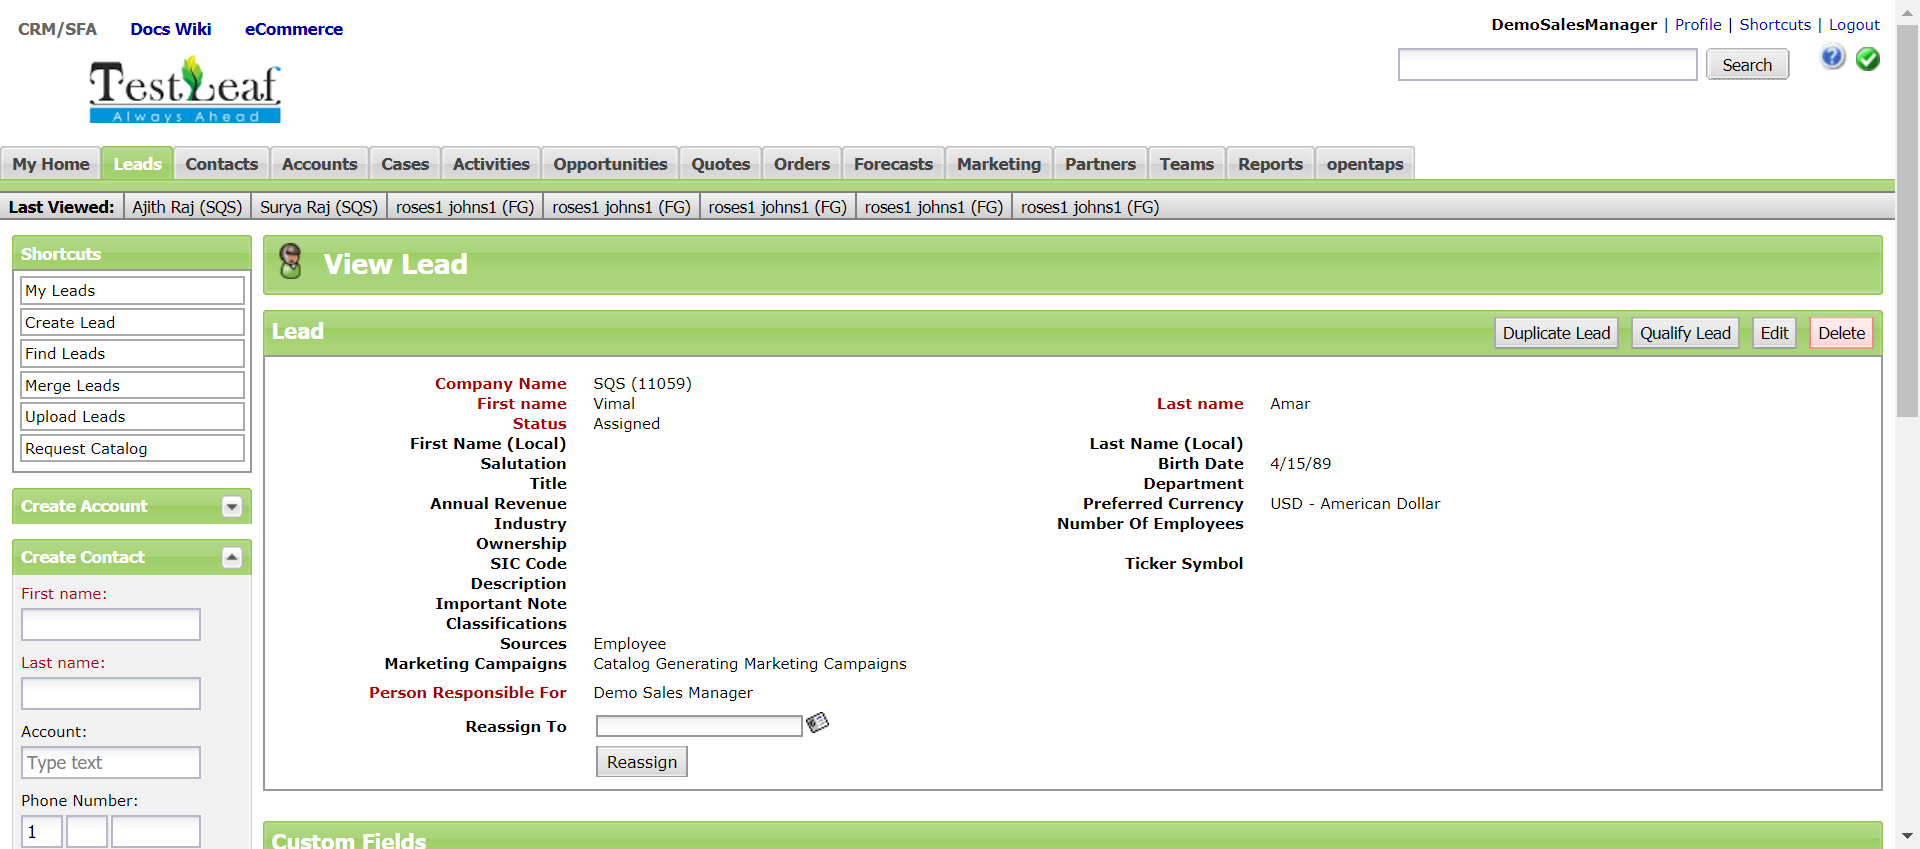 CRM/SFA Docs Wiki eCommerce
DemoSalesManager | Profile | Shortcuts | Logout
Search
TestLeaf
Always Ahead
My Home Leads Contacts Accounts Cases Activities Opportunities Quotes Orders Forecasts Marketing Partners Teams Reports opentaps
Last Viewed: Ajith Raj (SQS) Surya Raj (SQS) roses1 johns1 (FG) roses1 johns1 (FG) roses1 johns1 (FG) roses1 johns1 (FG) roses1 johns1 (FG)
Shortcuts
My Leads
Create Lead
Find Leads
Merge Leads
Upload Leads
Request Catalog
Create Account
Create Contact
First name:
Last name:
Account:
Type text
Phone Number:
1
View Lead
Lead Duplicate Lead Qualify Lead Edit Delete
Company Name SQS (11059)
First name Vimal Last name Amar
Status Assigned
First Name (Local) Last Name (Local)
Salutation Birth Date 4/15/89
Title Department
Annual Revenue Preferred Currency USD - American Dollar
Industry Number Of Employees
Ownership
SIC Code Ticker Symbol
Description
Important Note
Classifications
Sources Employee
Marketing Campaigns Catalog Generating Marketing Campaigns
Person Responsible For Demo Sales Manager
Reassign To
Reassign
Custom Fields